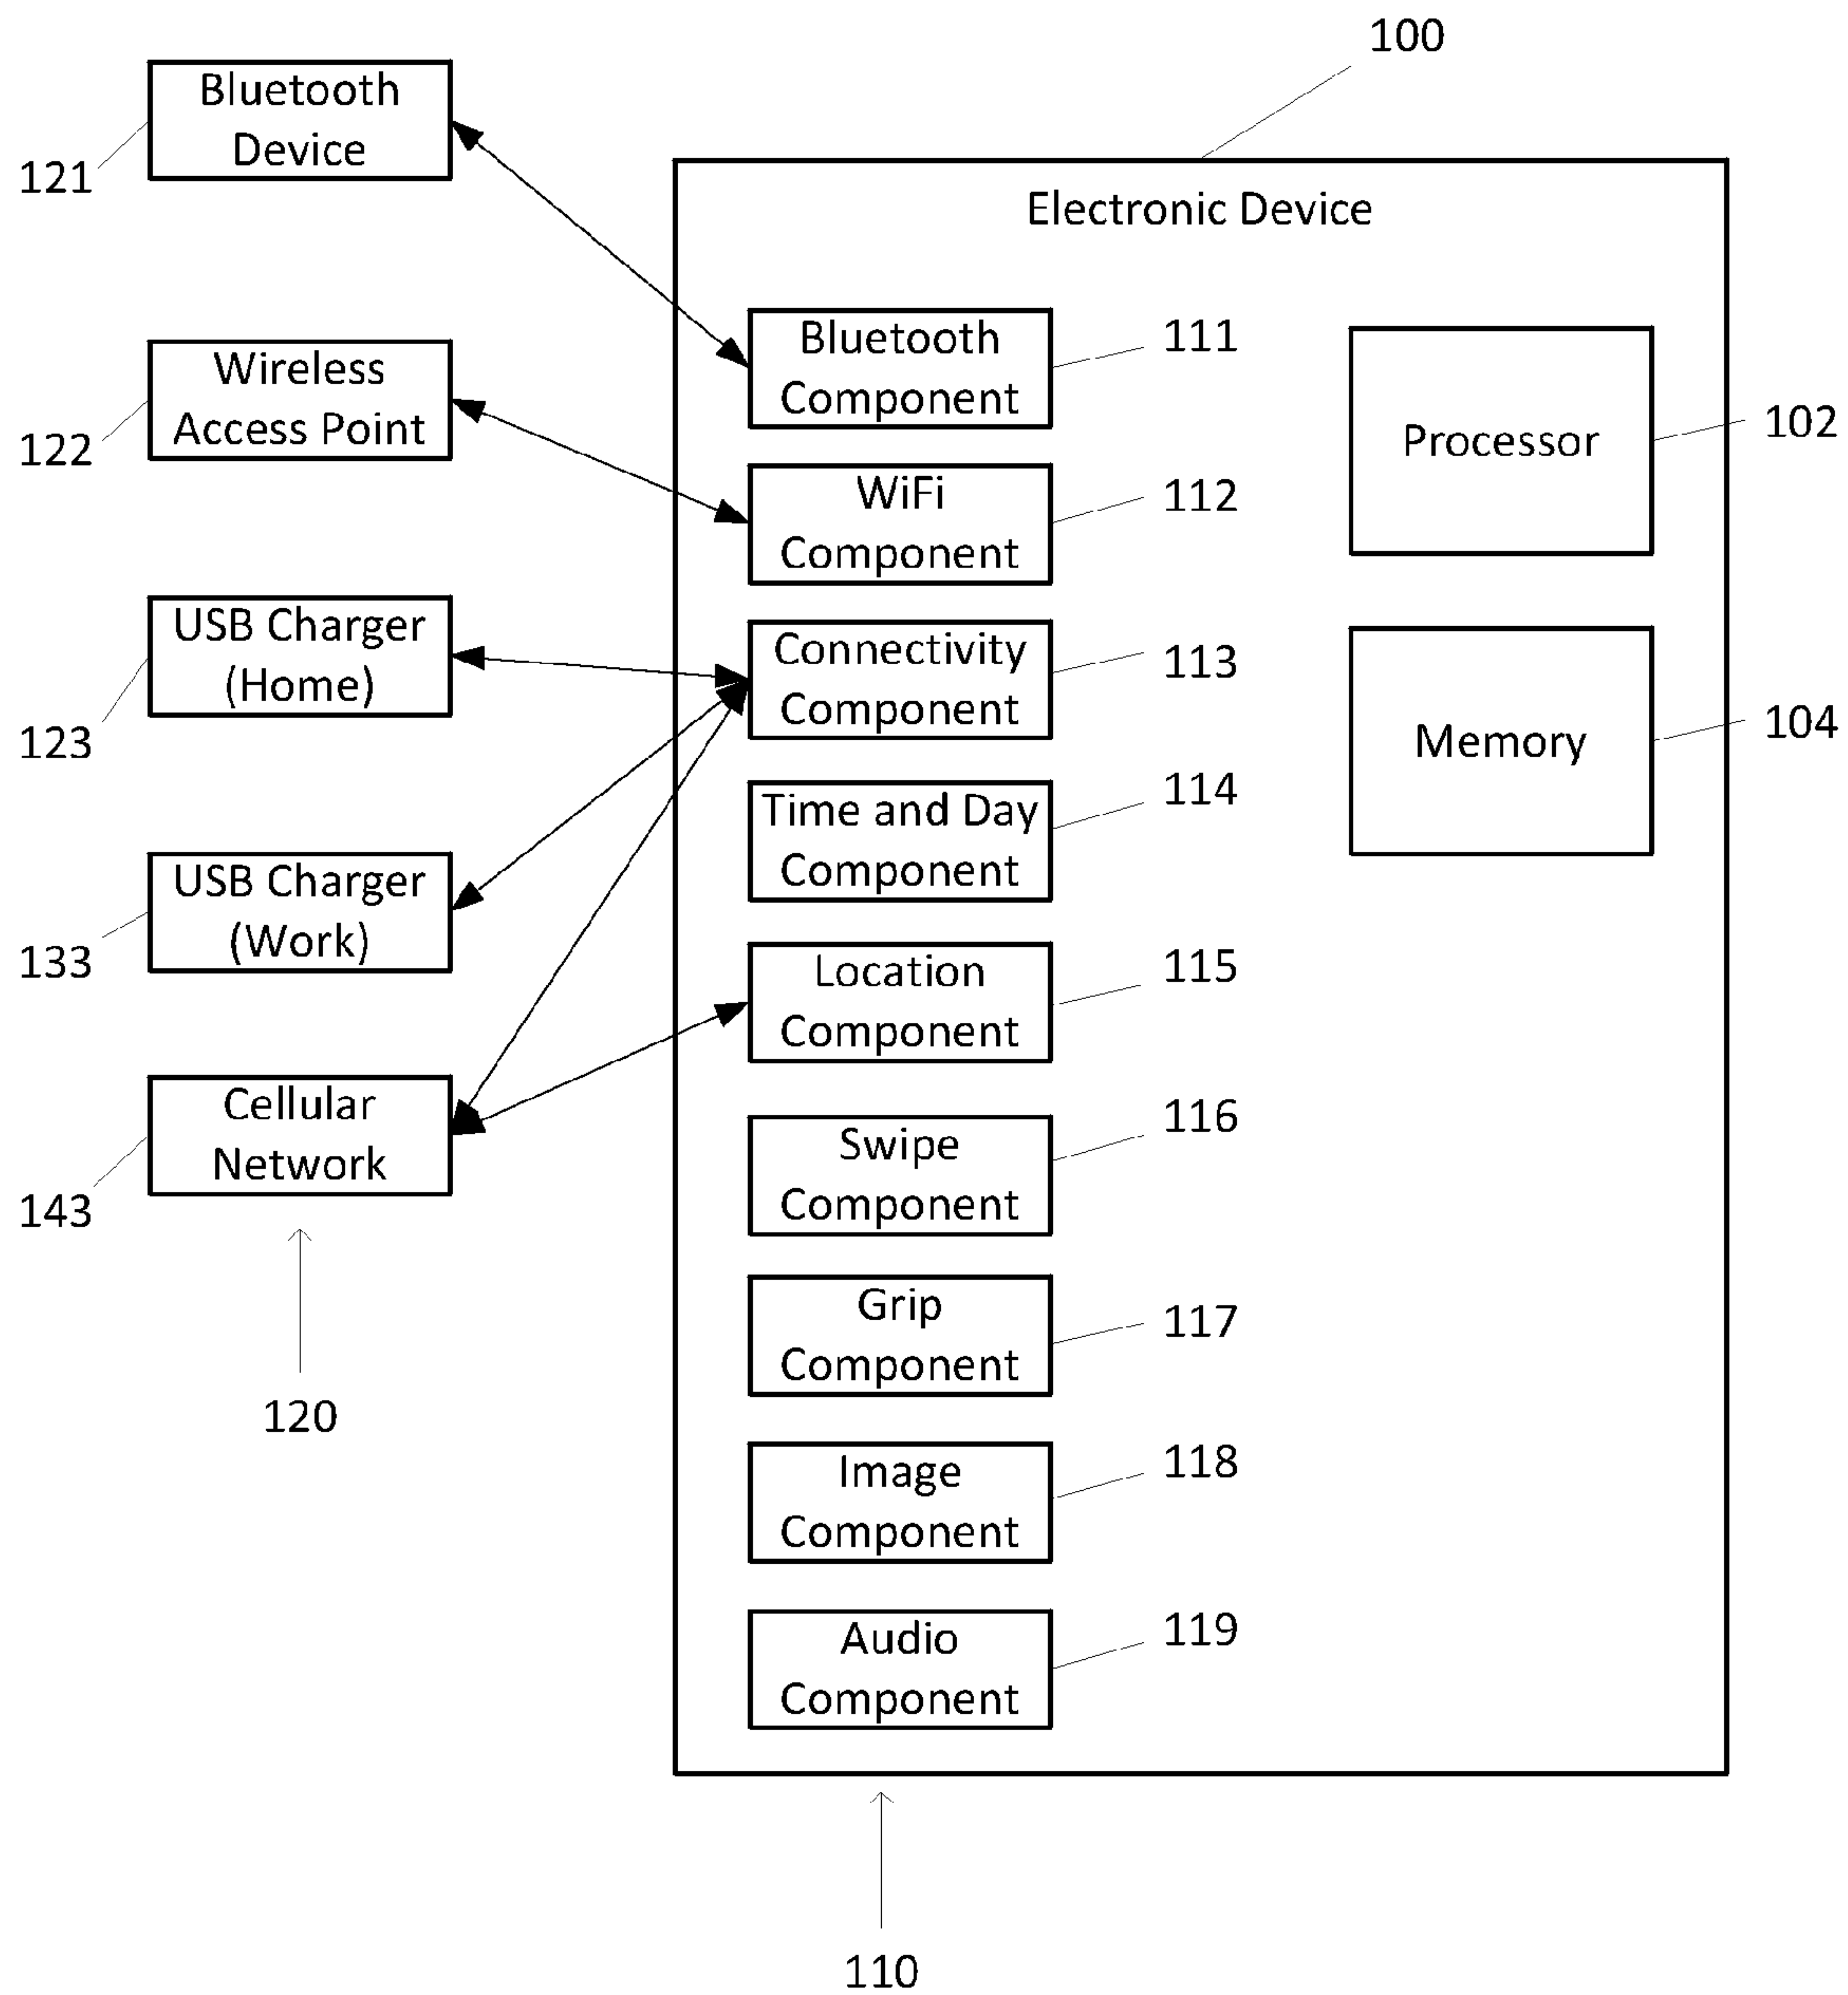 100
Bluetooth
Device
121
Electronic Device
Bluetooth
Component
111
Wireless
Access Point
122
Processor
102
WiFi
Component
112
USB Charger
(Home)
123
Connectivity
Component
113
Memory
104
Time and Day
Component
114
USB Charger
(Work)
133
Location
Component
115
Cellular
Network
143
Swipe
Component
116
Grip
Component
117
120
Image
Component
118
Audio
Component
119
110